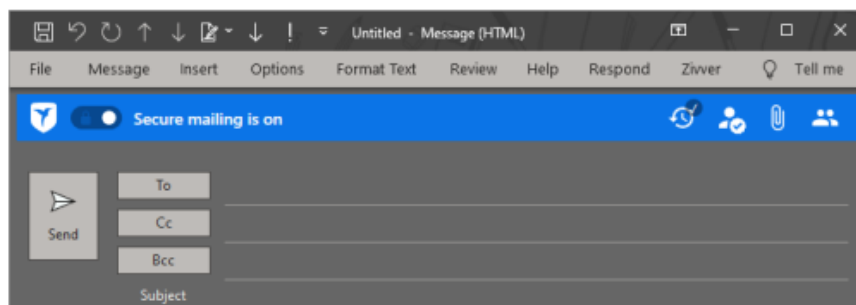 Untitled - Message (HTML)
File Message Insert Options Format Text Review Help Respond Zivver Tell me
Secure mailing is on
To
Send
Cc
Bcc
Subject